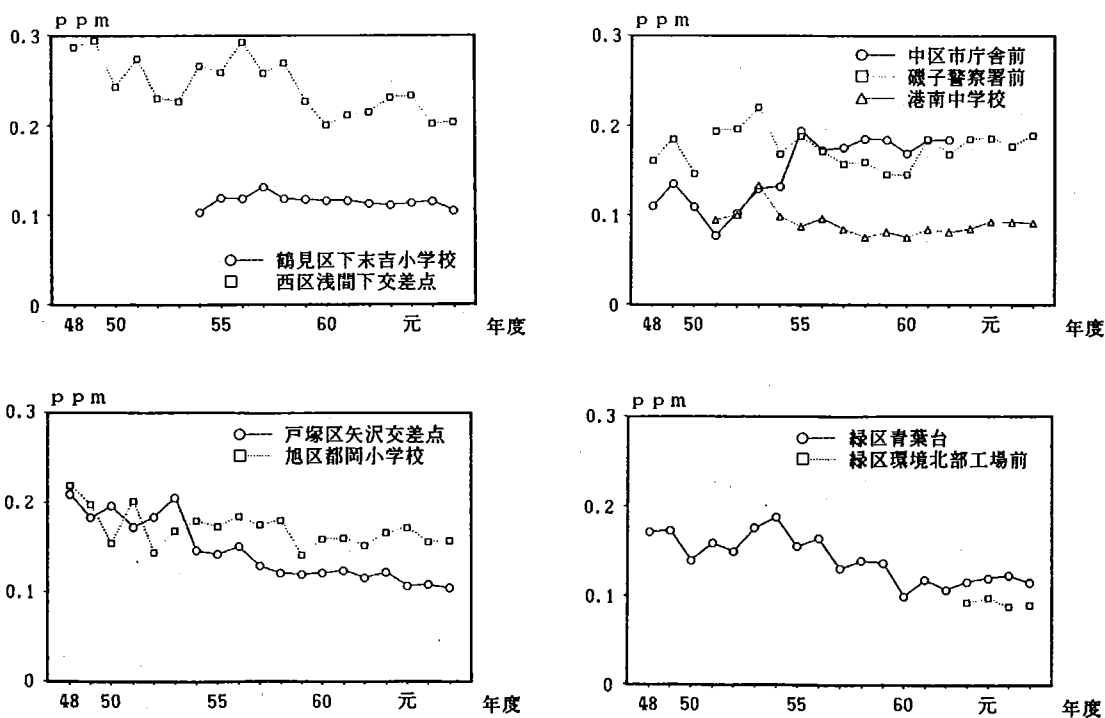 ppm
0.3
0.2
0.1
0
鶴見区下末吉小学校
西区浅間下交差点
48 50 55 60 元 年度
ppm
0.3
0.2
0.1
0
中区市庁舎前
磯子警察署前
港南中学校
48 50 55 60 元 年度
ppm
0.3
0.2
0.1
0
戸塚区矢沢交差点
旭区都岡小学校
48 50 55 60 元 年度
ppm
0.3
0.2
0.1
0
緑区青葉台
緑区環境北部工場前
48 50 55 60 元 年度